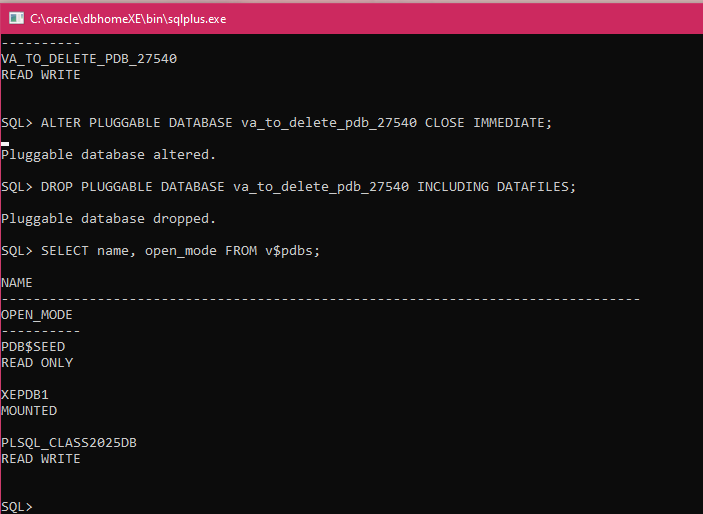 C:\oracle\dbhomeXE\bin\sqlplus.exe
----------
VA_TO_DELETE_PDB_27540
READ WRITE
SQL> ALTER PLUGGABLE DATABASE va_to_delete_pdb_27540 CLOSE IMMEDIATE;
Pluggable database altered.
SQL> DROP PLUGGABLE DATABASE va_to_delete_pdb_27540 INCLUDING DATAFILES;
Pluggable database dropped.
SQL> SELECT name, open_mode FROM v$pdbs;
NAME
--------------------------------------------------------------------------------
OPEN_MODE
----------
PDB$SEED
READ ONLY
XEPDB1
MOUNTED
PLSQL_CLASS2025DB
READ WRITE
SQL>